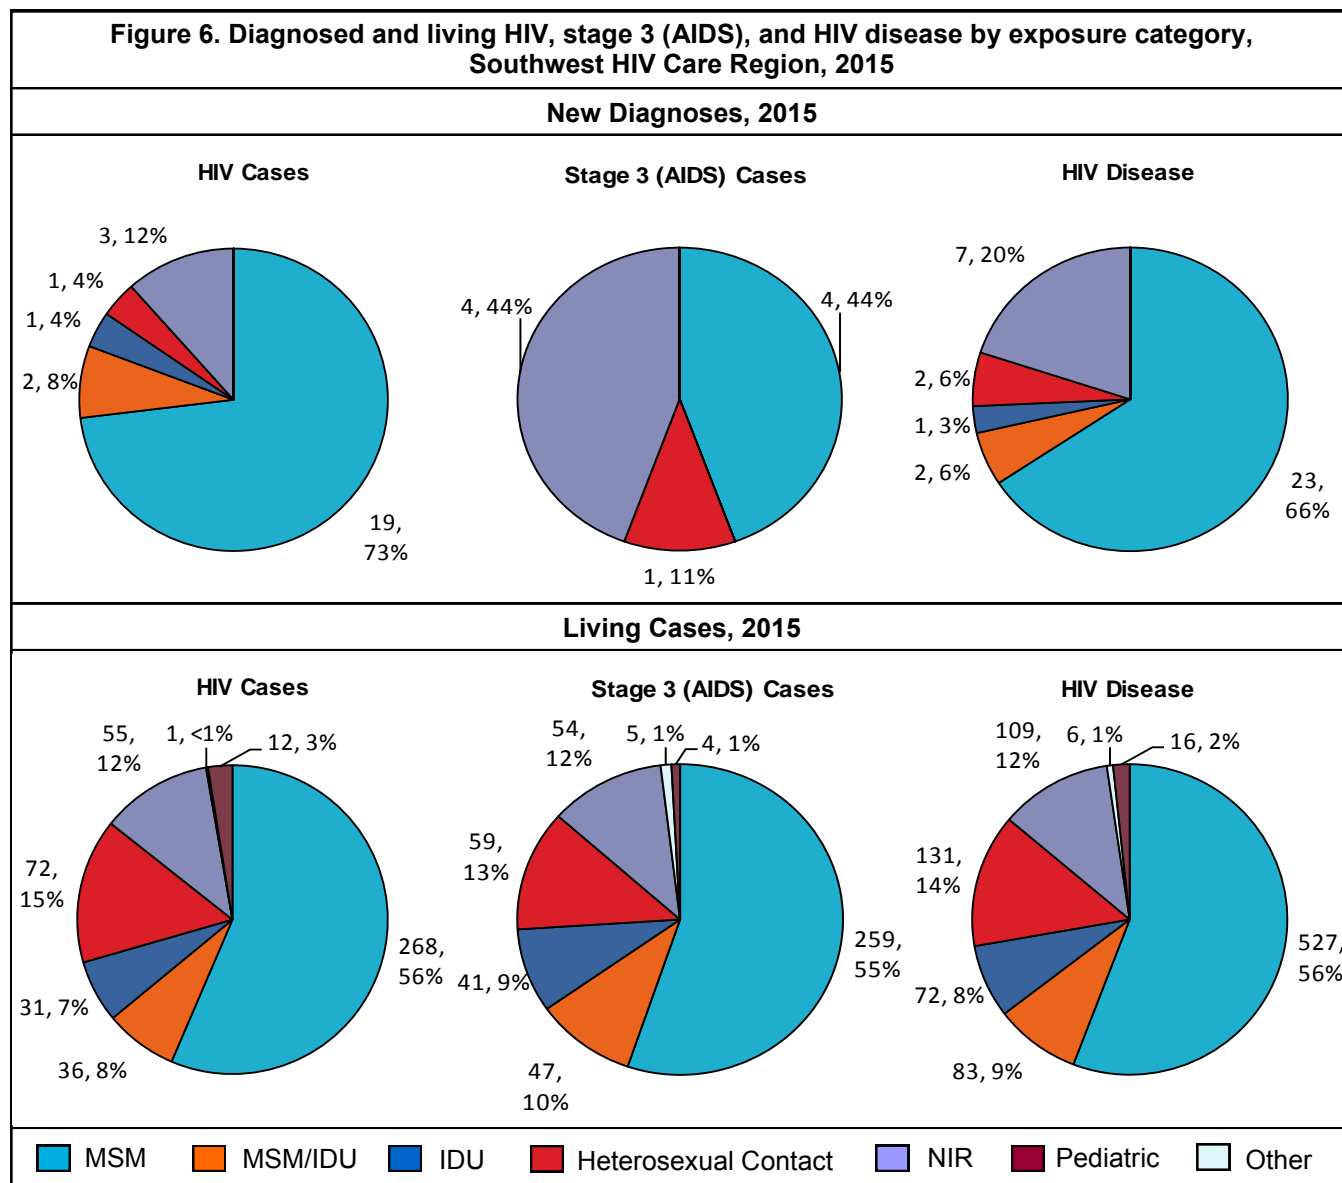 Figure 6. Diagnosed and living HIV, stage 3 (AIDS), and HIV disease by exposure category,
Southwest HIV Care Region, 2015
New Diagnoses, 2015
HIV Cases
3, 12%
1, 4%
1, 4%
2, 8%
19,
73%
Stage 3 (AIDS) Cases
4, 44%
4, 44%
1, 11%
HIV Disease
7, 20%
2, 6%
1, 3%
2, 6%
23,
66%
Living Cases, 2015
HIV Cases
55,
12%
1, <1%
12, 3%
72,
15%
31, 7%
36, 8%
268,
56%
Stage 3 (AIDS) Cases
54,
12%
5, 1%
4, 1%
59,
13%
41, 9%
47,
10%
259,
55%
HIV Disease
109,
12%
6, 1%
16, 2%
131,
14%
72, 8%
83, 9%
527,
56%
MSM
MSM/IDU
IDU
Heterosexual Contact
NIR
Pediatric
Other